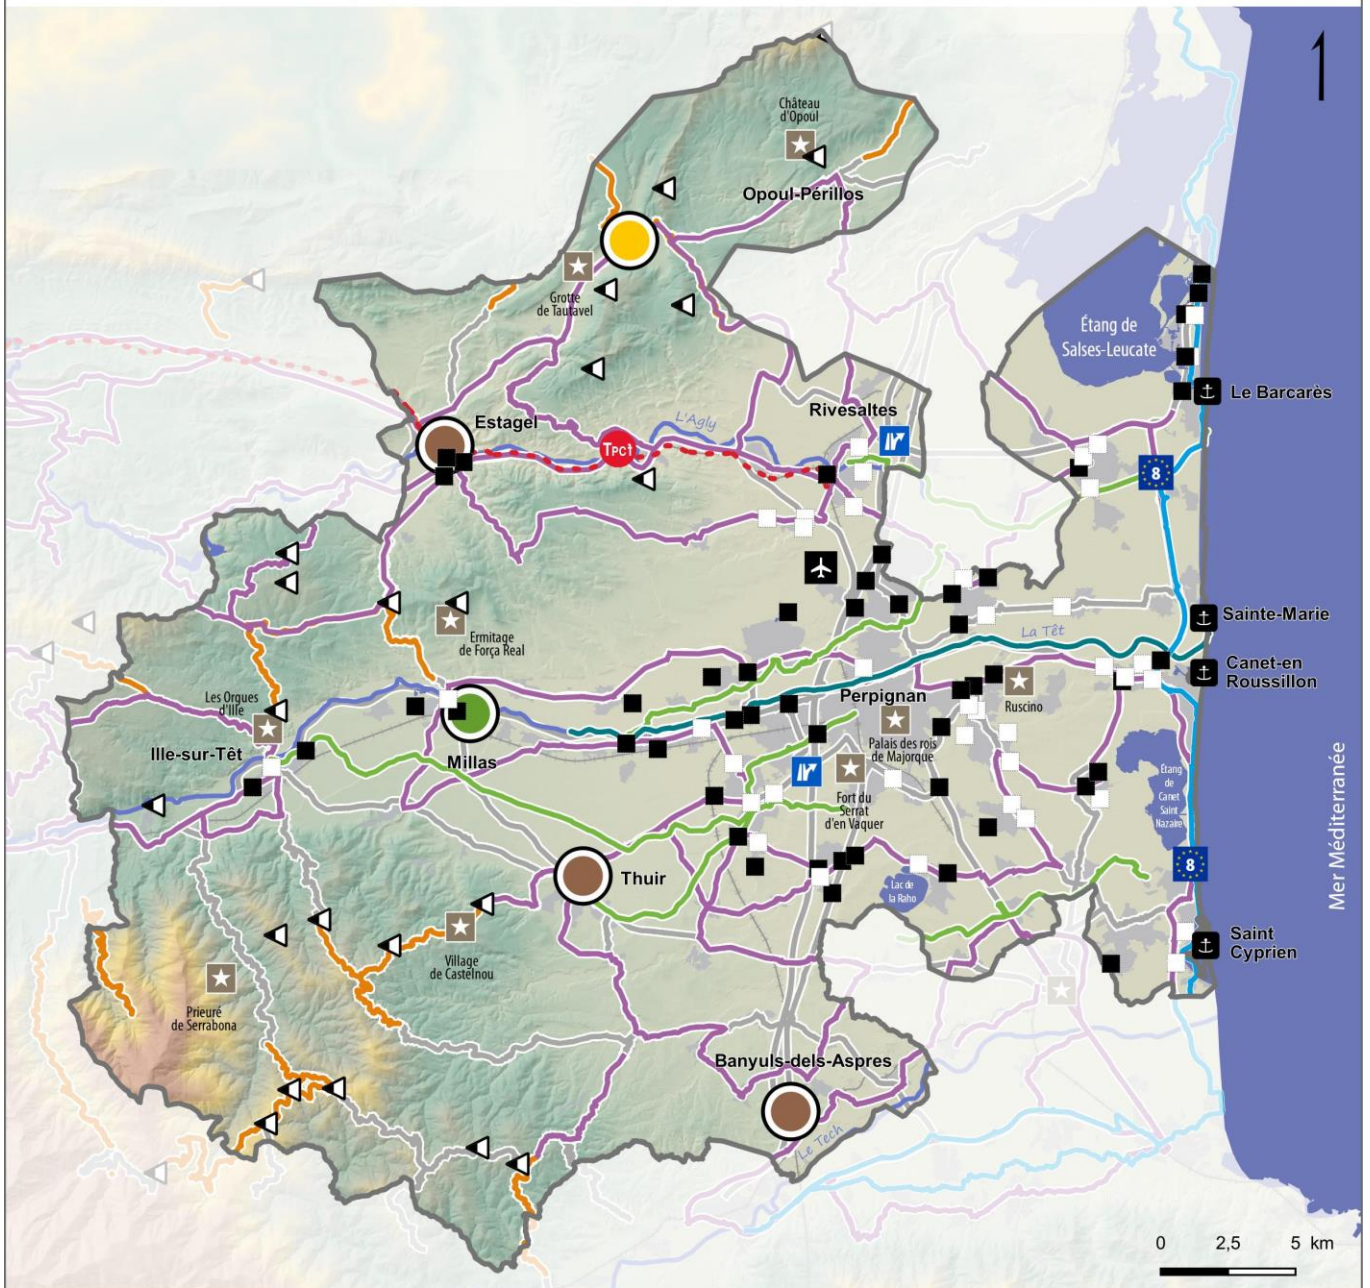 Château
d'Opoul
Opoul-Périllos
Grotte
de Tautavel
Étang de
Salses-Leucate
Le Barcarès
Rivesaltes
Estagel
L'Agly
TPCF
8
Ermitage
de Força Real
Sainte-Marie
La Têt
Canet-en
Roussillon
Les Orgues
d'Ille
Perpignan
Ruscino
Ille-sur-Têt
Millas
Palais des rois
de Majorque
Fort du
Serrat
d'en Vaquer
Étang
de
Canet
Saint
Nazaire
Mer Méditerranée
8
Thuir
Lac de
la Raho
Village
de Castelnou
Saint
Cyprien
Prieuré
de Serrabona
Banyuls-dels-Aspres
Le Tech
0 2,5 5 km